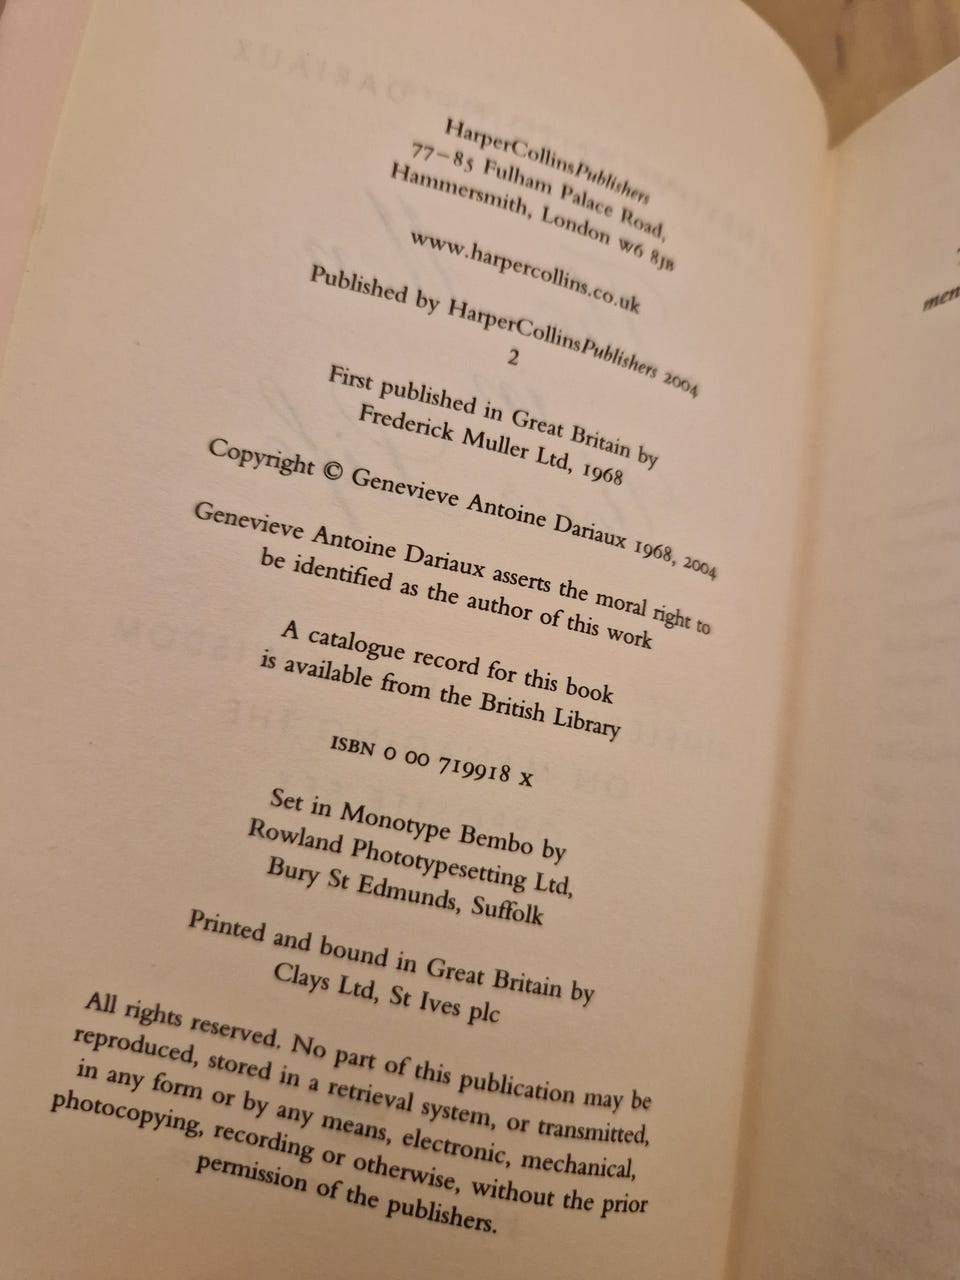 HarperCollinsPublishers
77–85 Fulham Palace Road,
Hammersmith, London W6 8JB
www.harpercollins.co.uk
Published by HarperCollinsPublishers 2004
2
First published in Great Britain by
Frederick Muller Ltd, 1968
Copyright © Genevieve Antoine Dariaux 1968, 2004
Genevieve Antoine Dariaux asserts the moral right to
be identified as the author of this work
A catalogue record for this book
is available from the British Library
ISBN 0 00 719918 X
Set in Monotype Bembo by
Rowland Phototypesetting Ltd,
Bury St Edmunds, Suffolk
Printed and bound in Great Britain by
Clays Ltd, St Ives plc
All rights reserved. No part of this publication may be
reproduced, stored in a retrieval system, or transmitted,
in any form or by any means, electronic, mechanical,
photocopying, recording or otherwise, without the prior
permission of the publishers.
men